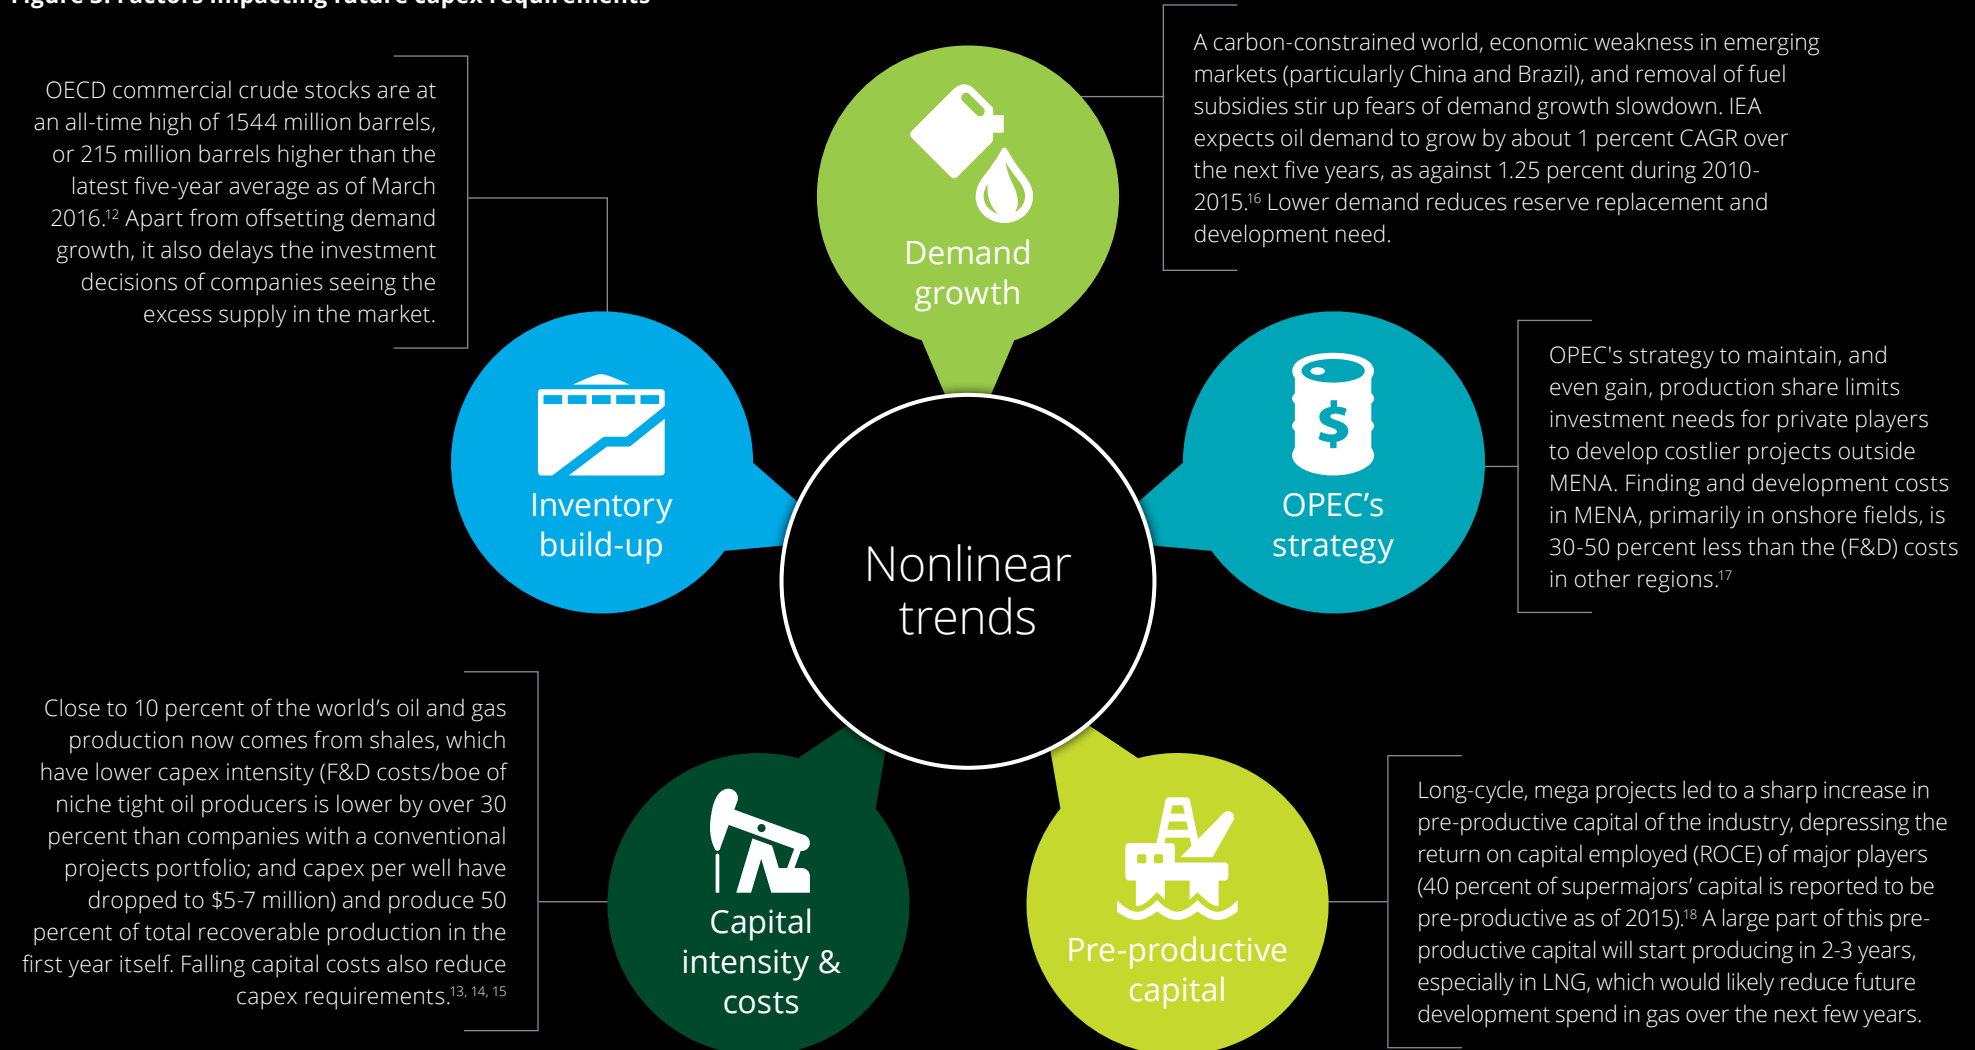 Figure 3. Factors impacting future capex requirements
OECD commercial crude stocks are at
an all-time high of 1544 million barrels,
or 215 million barrels higher than the
latest five-year average as of March
2016.12 Apart from offsetting demand
growth, it also delays the investment
decisions of companies seeing the
excess supply in the market.
Demand
growth
A carbon-constrained world, economic weakness in emerging
markets (particularly China and Brazil), and removal of fuel
subsidies stir up fears of demand growth slowdown. IEA
expects oil demand to grow by about 1 percent CAGR over
the next five years, as against 1.25 percent during 2010-
2015.16 Lower demand reduces reserve replacement and
development need.
Inventory
build-up
$
OPEC’s
strategy
OPEC's strategy to maintain, and
even gain, production share limits
investment needs for private players
to develop costlier projects outside
MENA. Finding and development costs
in MENA, primarily in onshore fields, is
30-50 percent less than the (F&D) costs
in other regions.17
Nonlinear
trends
Close to 10 percent of the world’s oil and gas
production now comes from shales, which
have lower capex intensity (F&D costs/boe of
niche tight oil producers is lower by over 30
percent than companies with a conventional
projects portfolio; and capex per well have
dropped to $5-7 million) and produce 50
percent of total recoverable production in the
first year itself. Falling capital costs also reduce
capex requirements.13, 14, 15
Capital
intensity &
costs
Pre-productive
capital
Long-cycle, mega projects led to a sharp increase in
pre-productive capital of the industry, depressing the
return on capital employed (ROCE) of major players
(40 percent of supermajors’ capital is reported to be
pre-productive as of 2015).18 A large part of this pre-
productive capital will start producing in 2-3 years,
especially in LNG, which would likely reduce future
development spend in gas over the next few years.